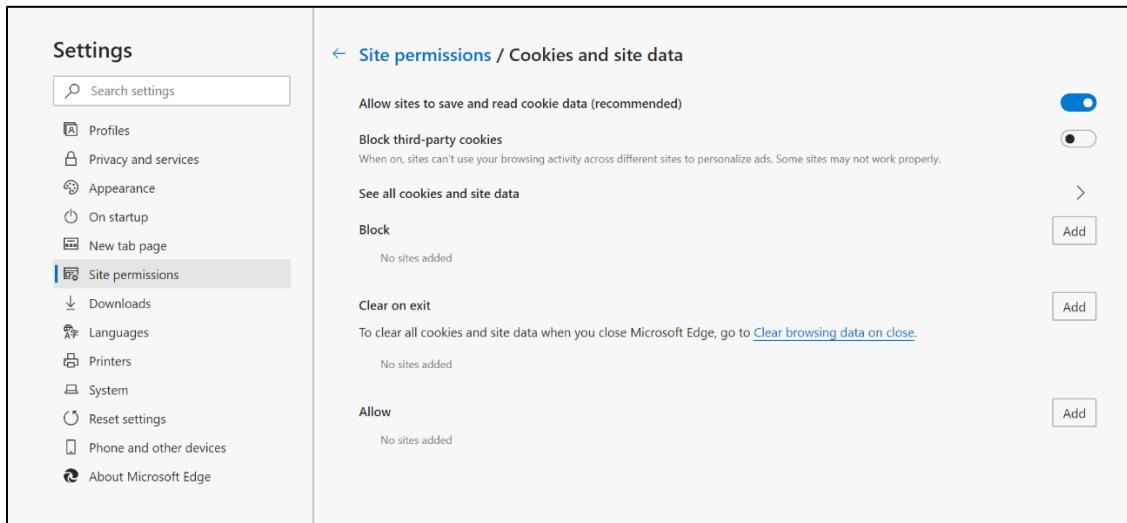 Settings
Search settings
Profiles
Privacy and services
Appearance
On startup
New tab page
Site permissions
Downloads
Languages
Printers
System
Reset settings
Phone and other devices
About Microsoft Edge
Site permissions / Cookies and site data
Allow sites to save and read cookie data (recommended)
Block third-party cookies
When on, sites can't use your browsing activity across different sites to personalize ads. Some sites may not work properly.
See all cookies and site data
Block
Add
No sites added
Clear on exit
Add
To clear all cookies and site data when you close Microsoft Edge, go to Clear browsing data on close.
No sites added
Allow
Add
No sites added